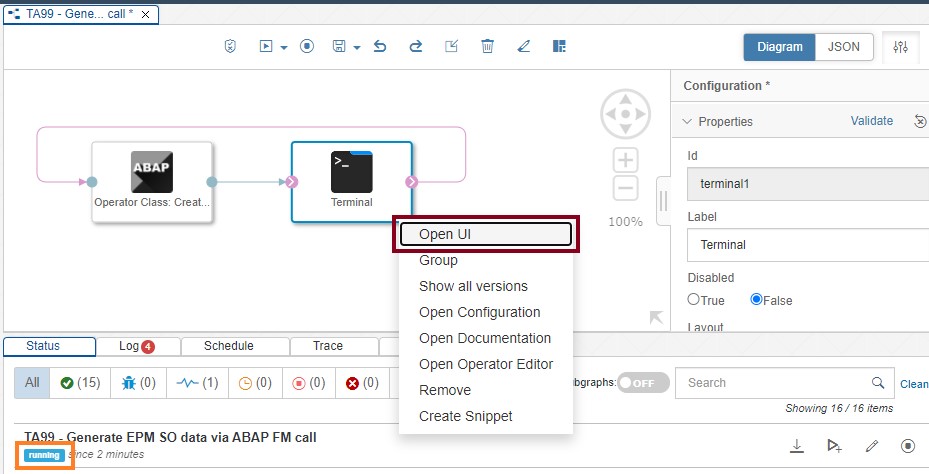 TA99 - Gene... call *
Diagram
JSON
Configuration *
Properties
Validate
Id
terminal1
Label
Terminal
Disabled
True
False
Layout
100%
ABAP
Operator Class: Creat...
>_
Terminal
Open UI
Group
Show all versions
Open Configuration
Open Documentation
Open Operator Editor
Remove
Create Snippet
Status
Log 4
Schedule
Trace
All
(15)
(0)
(1)
(0)
(0)
(0)
OFF
Search
Clean
Showing 16 / 16 items
TA99 - Generate EPM SO data via ABAP FM call
running since 2 minutes